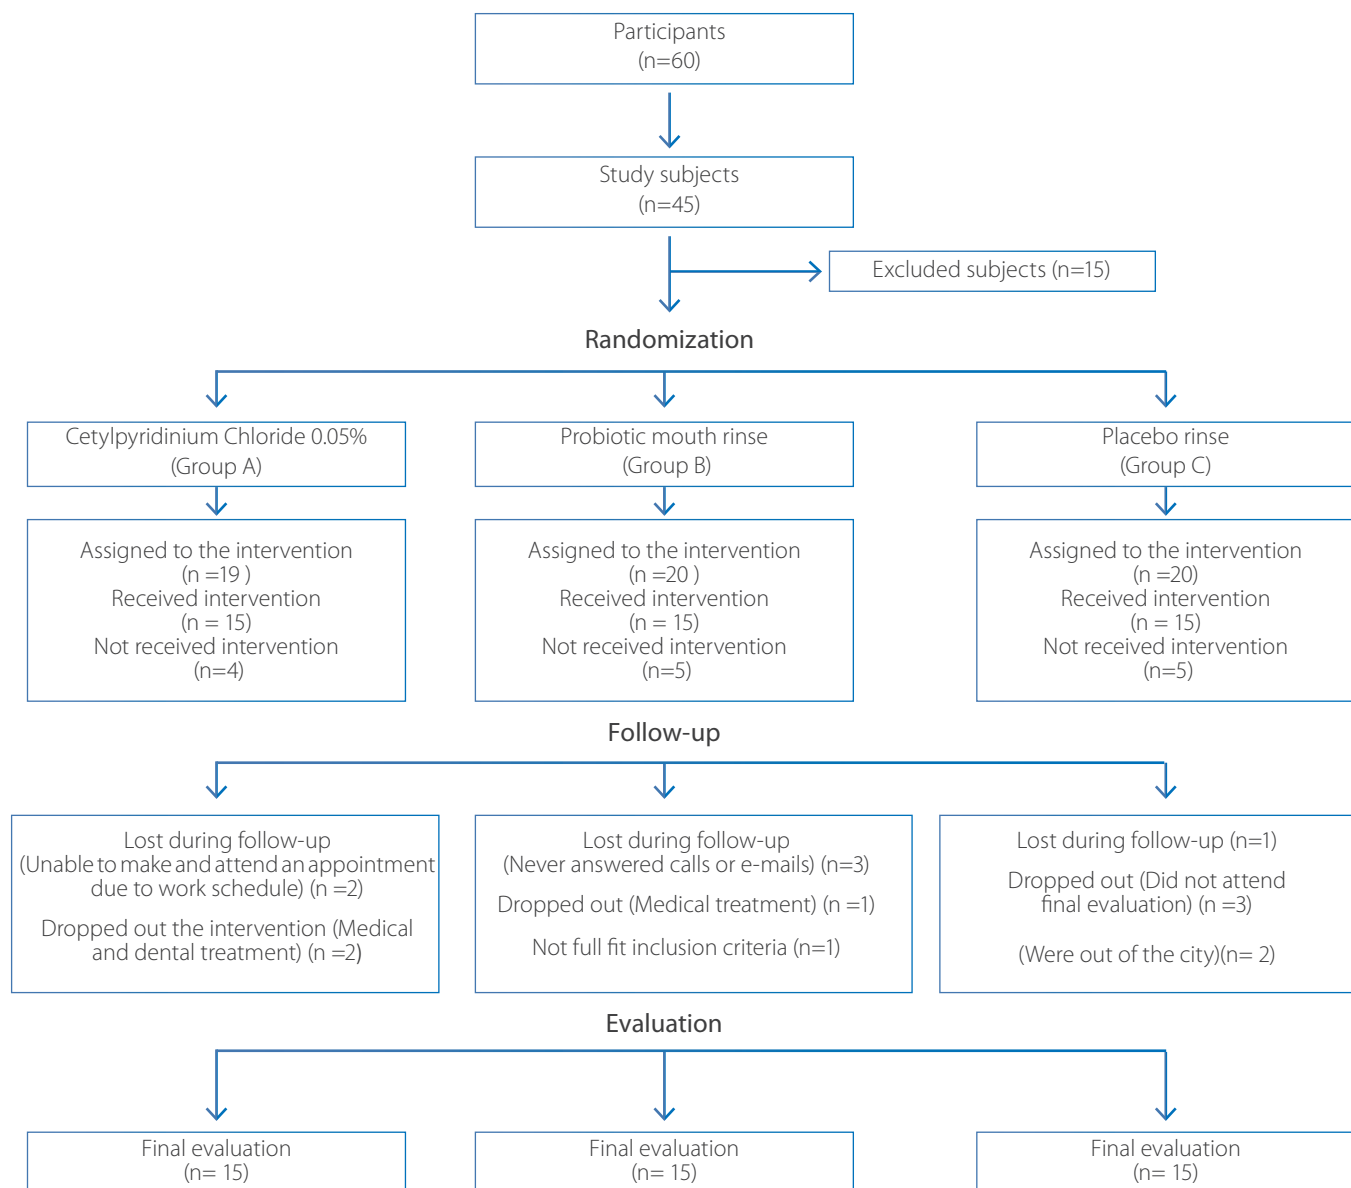 Participants
(n=60)
Study subjects
(n=45)
Excluded subjects (n=15)
Randomization
Cetylpyridinium Chloride 0.05%
(Group A)
Probiotic mouth rinse
(Group B)
Placebo rinse
(Group C)
Assigned to the intervention
(n =19 )
Received intervention
(n = 15)
Not received intervention
(n=4)
Assigned to the intervention
(n =20 )
Received intervention
(n = 15)
Not received intervention
(n=5)
Assigned to the intervention
(n =20)
Received intervention
(n = 15)
Not received intervention
(n=5)
Follow-up
Lost during follow-up
(Unable to make and attend an appointment
due to work schedule) (n =2)
Dropped out the intervention (Medical
and dental treatment) (n =2)
Lost during follow-up
(Never answered calls or e-mails) (n=3)
Dropped out (Medical treatment) (n =1)
Not full fit inclusion criteria (n=1)
Lost during follow-up (n=1)
Dropped out (Did not attend
final evaluation) (n =3)
(Were out of the city)(n= 2)
Evaluation
Final evaluation
(n= 15)
Final evaluation
(n= 15)
Final evaluation
(n= 15)